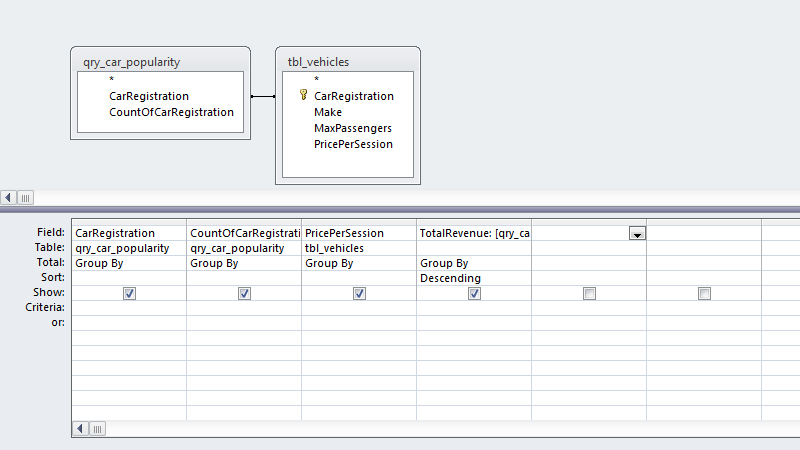 qry_car_popularity
*
CarRegistration
CountOfCarRegistration
tbl_vehicles
*
CarRegistration
Make
MaxPassengers
PricePerSession
Field: CarRegistration CountOfCarRegistrati PricePerSession TotalRevenue: [qry_ca
Table: qry_car_popularity qry_car_popularity tbl_vehicles
Total: Group By Group By Group By Group By
Sort: Descending
Show:
Criteria:
or: